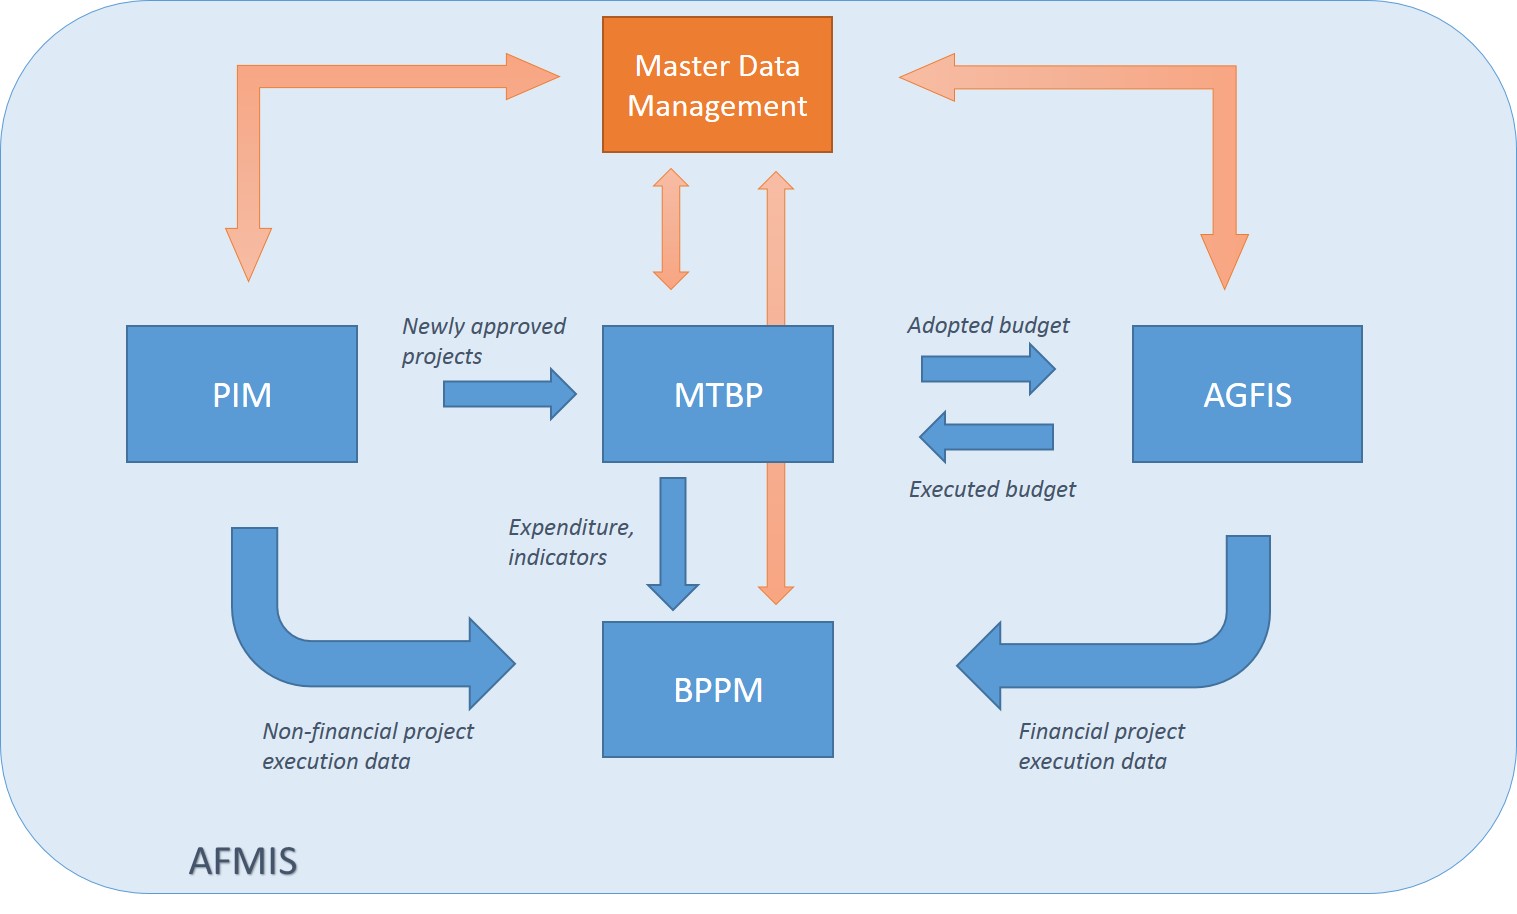 Master Data
Management
Newly approved
projects
Adopted budget
PIM
MTBP
AGFIS
Executed budget
Expenditure,
indicators
BPPM
Non-financial project
execution data
Financial project
execution data
AFMIS